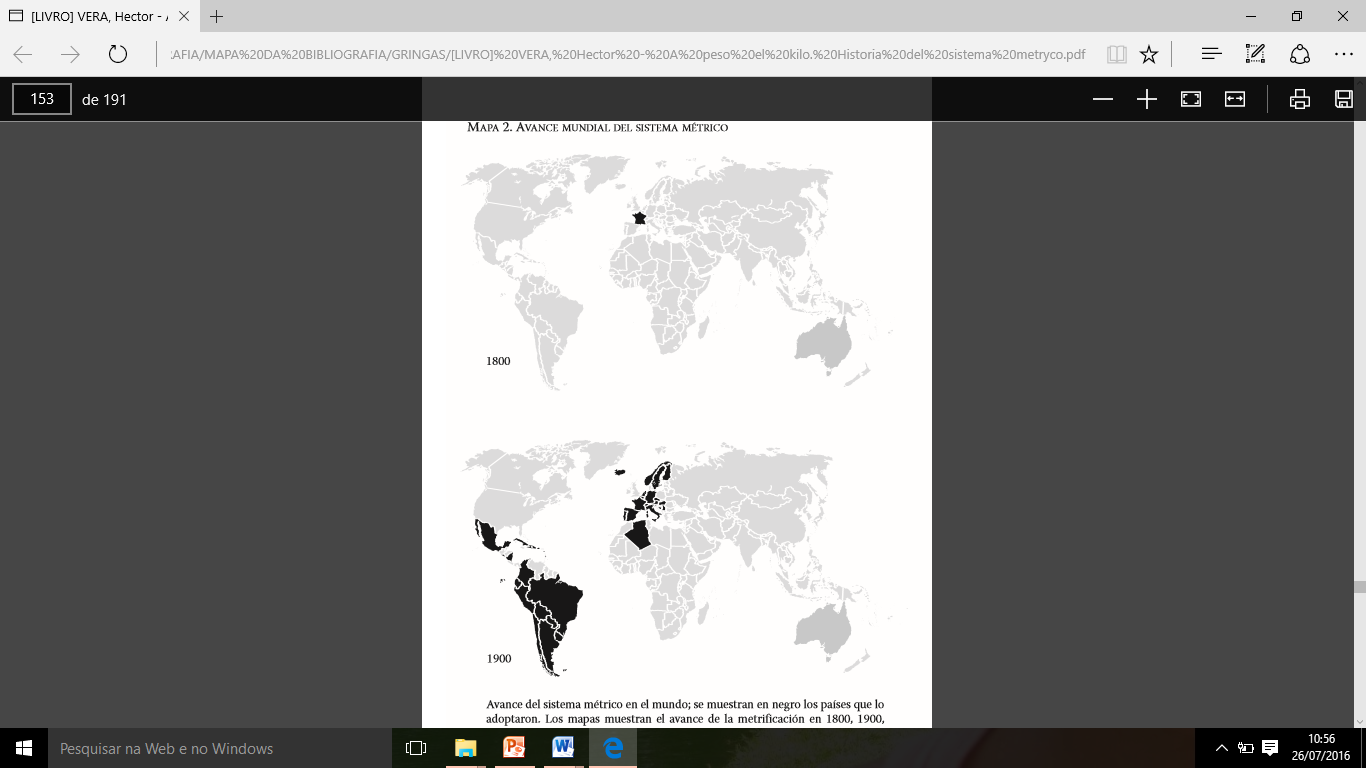 [LIVRO] VERA, Hector - A
:RAFIA/MAPA%20DA%20BIBLIOGRAFIA/GRINGAS/[LIVRO]%20VERA,%20Hector%20-%20A%20peso%20el%20kilo.%20Historia%20del%20sistema%20metryco.pdf
153 de 191
MAPA 2. AVANCE MUNDIAL DEL SISTEMA MÉTRICO
1800
1900
Avance del sistema métrico en el mundo; se muestran en negro los países que lo
adoptaron. Los mapas muestran el avance de la metrificación en 1800, 1900,
Pesquisar na Web e no Windows
10:56
26/07/2016